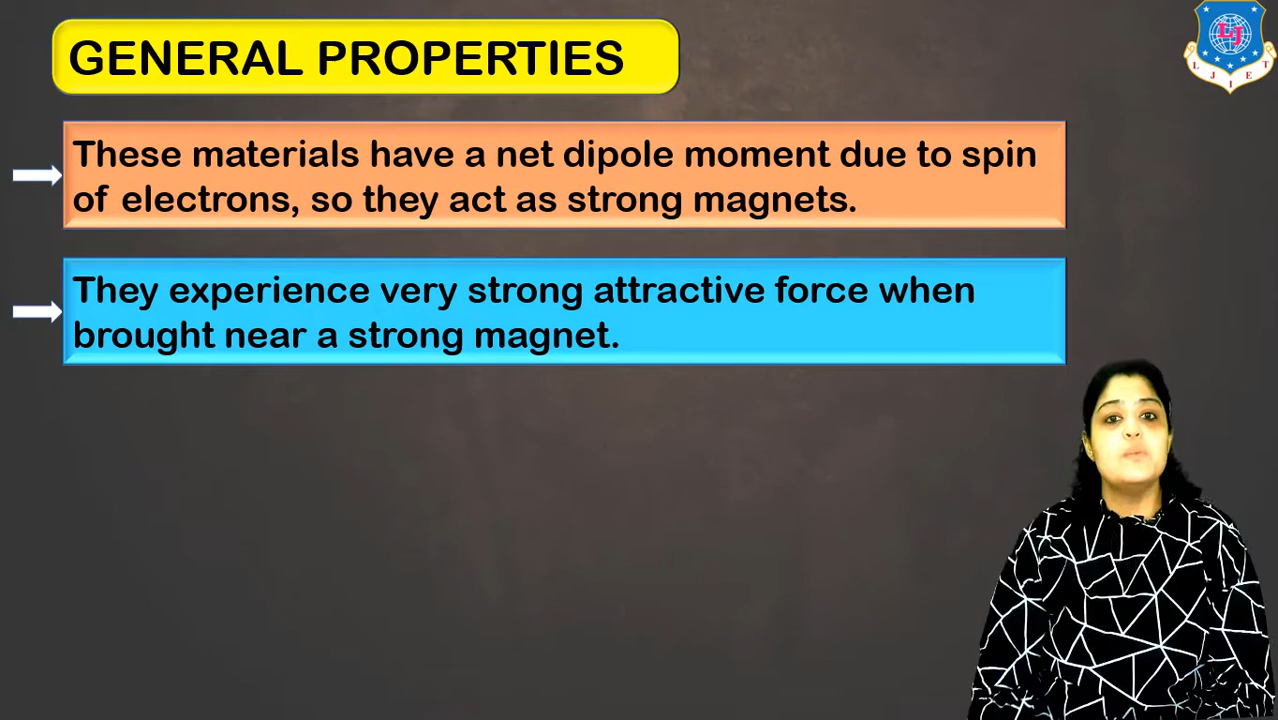 GENERAL PROPERTIES
LJ
L J I E T
These materials have a net dipole moment due to spin
of electrons, so they act as strong magnets.
They experience very strong attractive force when
brought near a strong magnet.